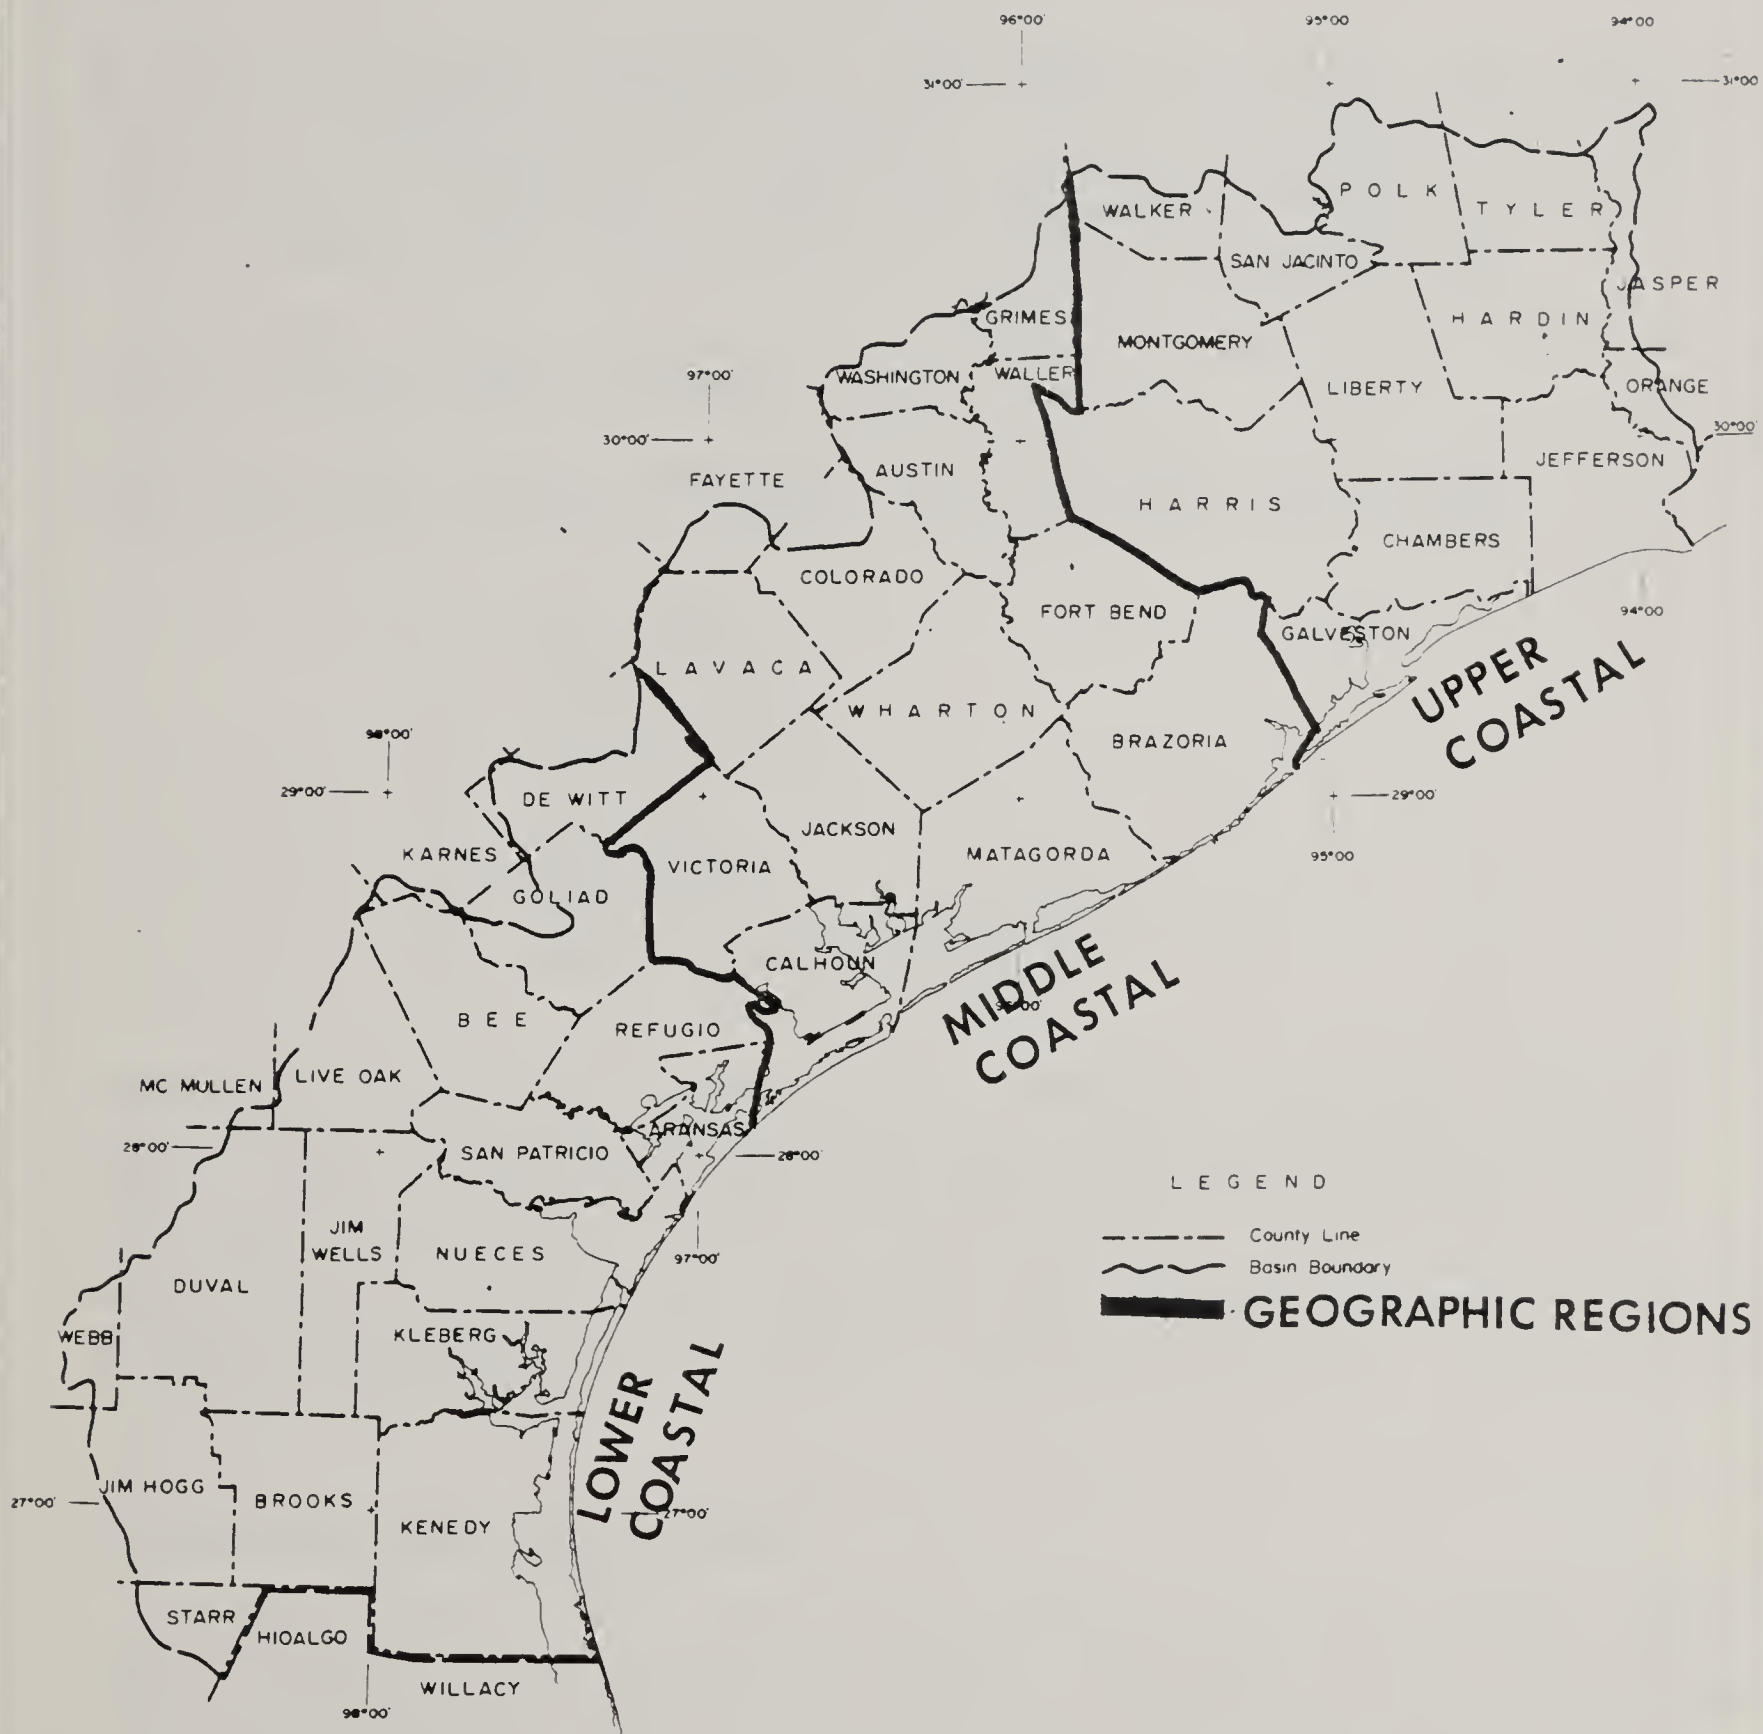 96°00'
95°00'
94°00'
31°00'
31°00'
POLK
WALKER
TYLER
SAN JACINTO
JASPER
GRIMES
HARDIN
MONTGOMERY
97°00'
WASHINGTON
WALLER
LIBERTY
ORANGE
30°00'
30°00'
AUSTIN
JEFFERSON
FAYETTE
HARRIS
CHAMBERS
COLORADO
FORT BEND
94°00'
GALVESTON
LAVACA
UPPER
COASTAL
WHARTON
BRAZORIA
98°00'
29°00'
DE WITT
29°00'
JACKSON
KARNES
VICTORIA
MATAGORDA
95°00'
GOLIAD
CALHOUN
MIDDLE
COASTAL
96°00'
BEE
REFUGIO
MC MULLEN
LIVE OAK
ARANSAS
28°00'
SAN PATRICIO
28°00'
LEGEND
JIM
WELLS
NUECES
97°00'
County Line
Basin Boundary
GEOGRAPHIC REGIONS
DUVAL
WEBB
KLEBERG
LOWER
COASTAL
JIM HOGG
27°00'
BROOKS
KENEDY
27°00'
STARR
HIOALGO
WILLACY
98°00'